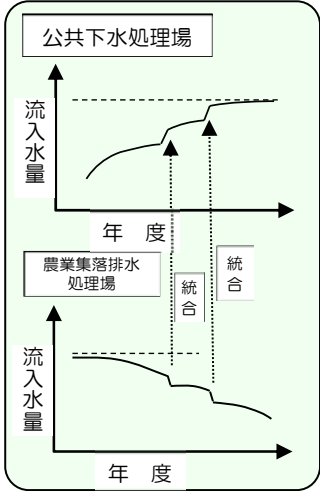 公共下水処理場
流入水量
年 度
農業集落排水
処理場
統合
統合
流入水量
年 度